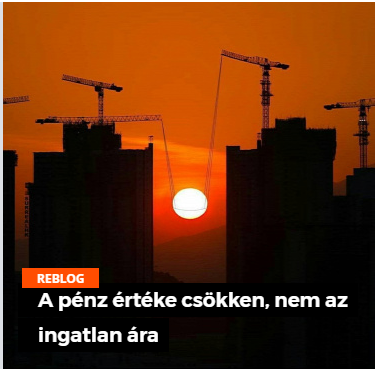 REBLOG
A pénz értéke csökken, nem az
ingatlan ára